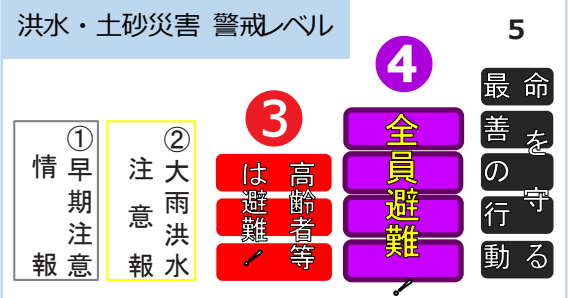 洪水・土砂災害 警戒レベル
①早期注意
情報
②大雨洪水
注意報
3
高齢者等
は避難!
4
全員避難!
5
命を守る
最善の行動